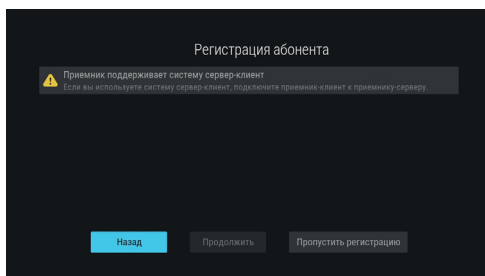 Регистрация абонента
Приемник поддерживает систему сервер-клиент
Если вы используете систему сервер-клиент, подключите приемник-клиент к приемнику-серверу.
Назад
Продолжить
Пропустить регистрацию